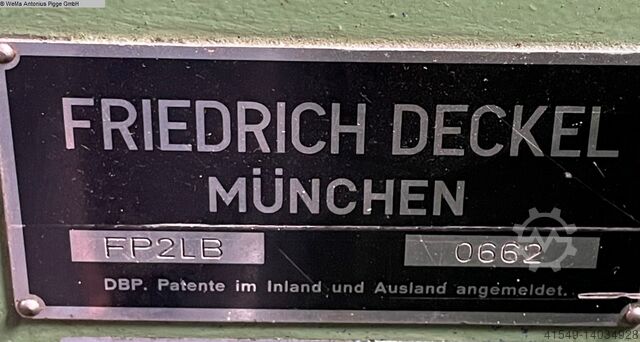 © WeMa Antonius Pigge GmbH
FRIEDRICH DECKEL
MÜNCHEN
FP2LB 0662
DBP. Patente im Inland und Ausland angemeldet.
41549-14034928